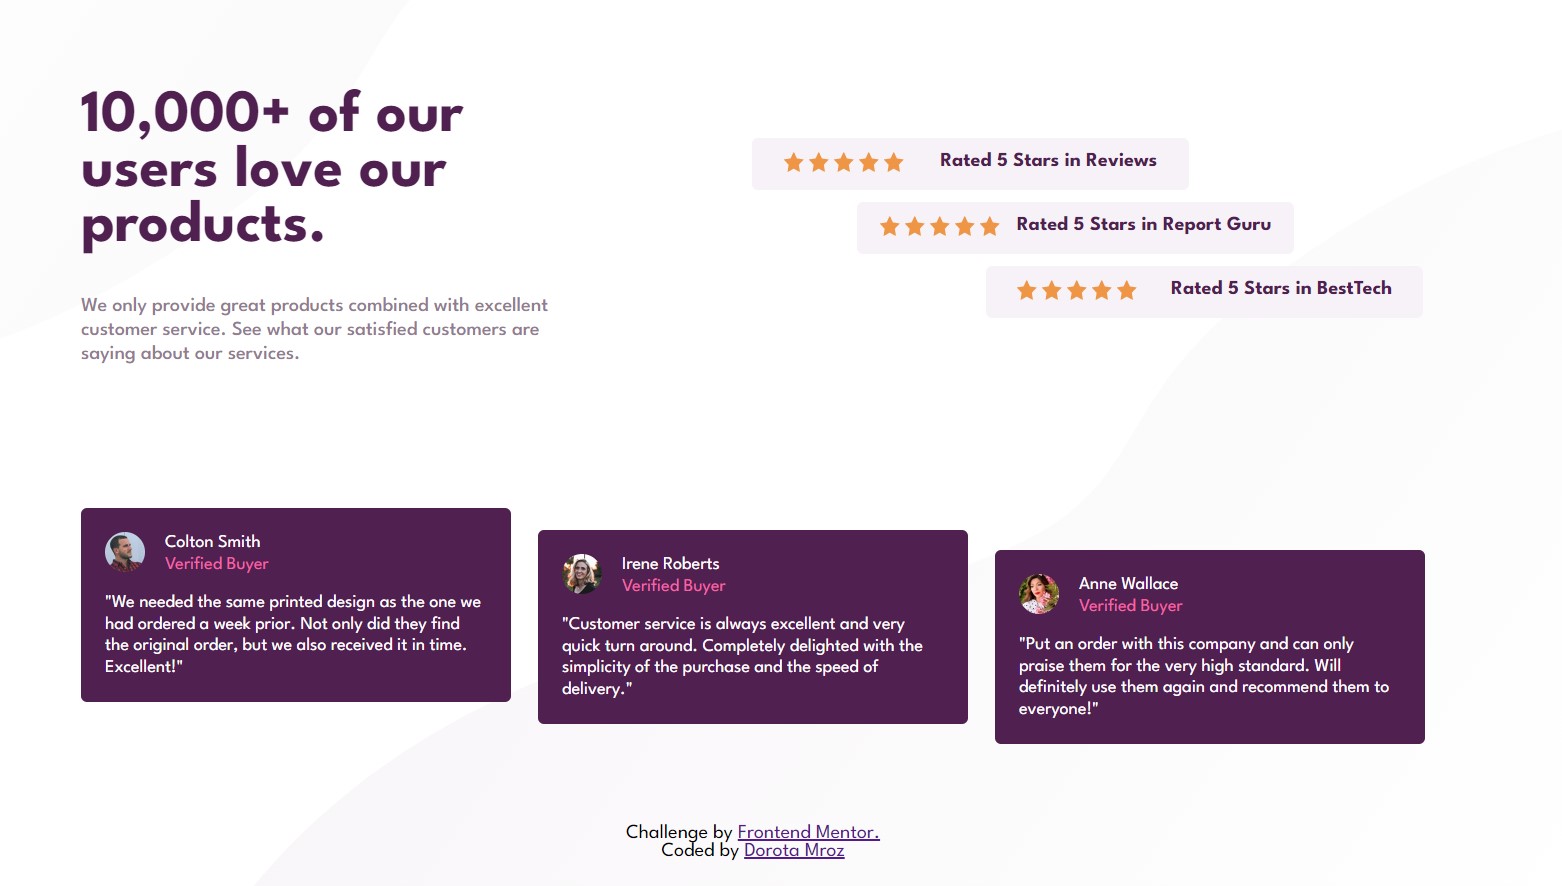 10,000+ of our
users love our
products.
We only provide great products combined with excellent
customer service. See what our satisfied customers are
saying about our services.
Rated 5 Stars in Reviews
Rated 5 Stars in Report Guru
Rated 5 Stars in BestTech
Colton Smith
Verified Buyer
"We needed the same printed design as the one we
had ordered a week prior. Not only did they find
the original order, but we also received it in time.
Excellent!"
Irene Roberts
Verified Buyer
"Customer service is always excellent and very
quick turn around. Completely delighted with the
simplicity of the purchase and the speed of
delivery."
Anne Wallace
Verified Buyer
"Put an order with this company and can only
praise them for the very high standard. Will
definitely use them again and recommend them to
everyone!"
Challenge by Frontend Mentor.
Coded by Dorota Mroz